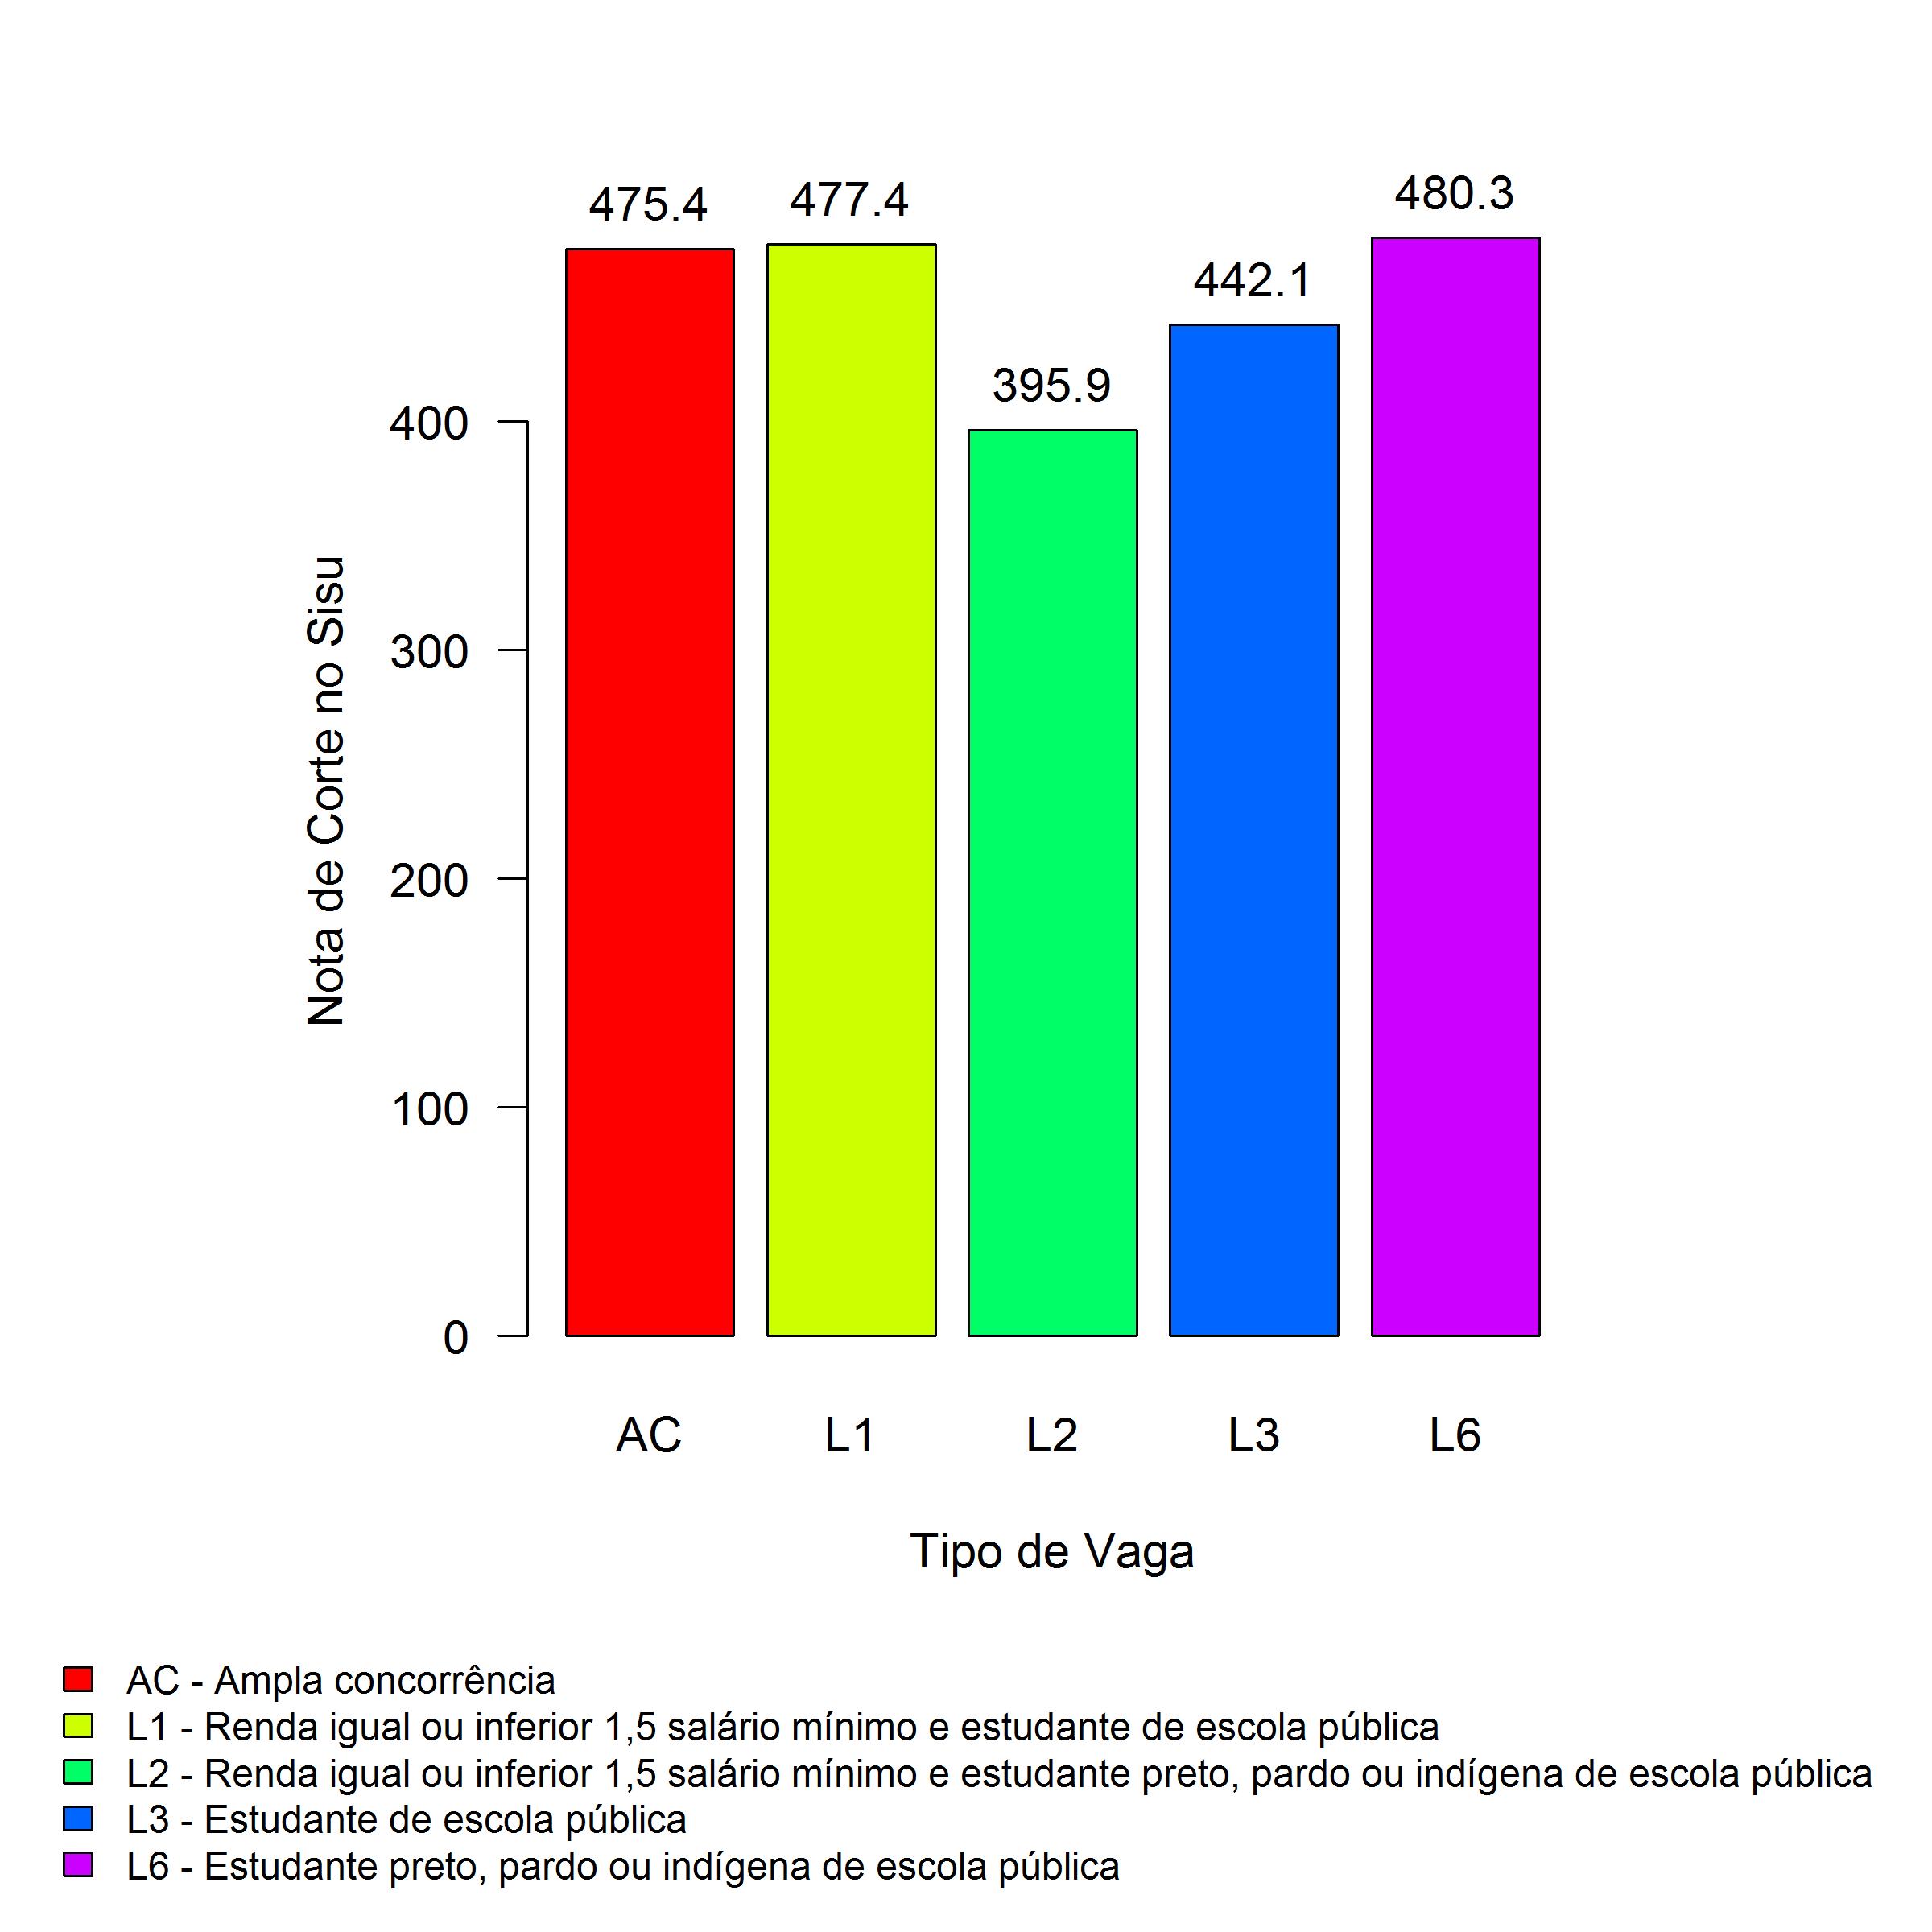 475.4
477.4
395.9
442.1
480.3
400
300
200
100
0
Nota de Corte no Sisu
AC
L1
L2
L3
L6
Tipo de Vaga
AC - Ampla concorrência
L1 - Renda igual ou inferior 1,5 salário mínimo e estudante de escola pública
L2 - Renda igual ou inferior 1,5 salário mínimo e estudante preto, pardo ou indígena de escola pública
L3 - Estudante de escola pública
L6 - Estudante preto, pardo ou indígena de escola pública